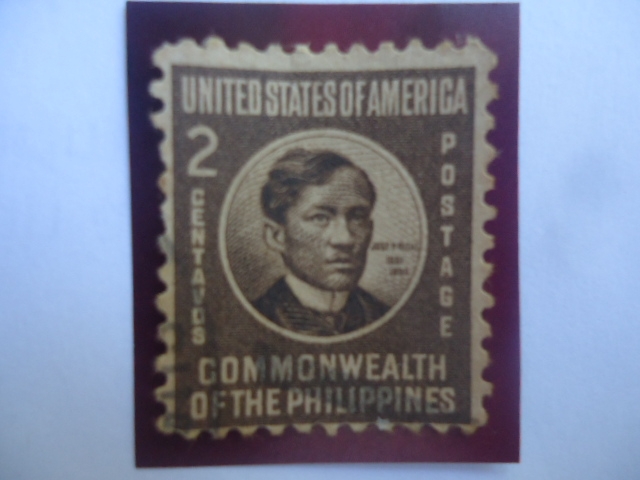 UNITED STATES OF AMERICA
2
CENTAVOS
POSTAGE
COMMONWEALTH
OF THE PHILIPPINES